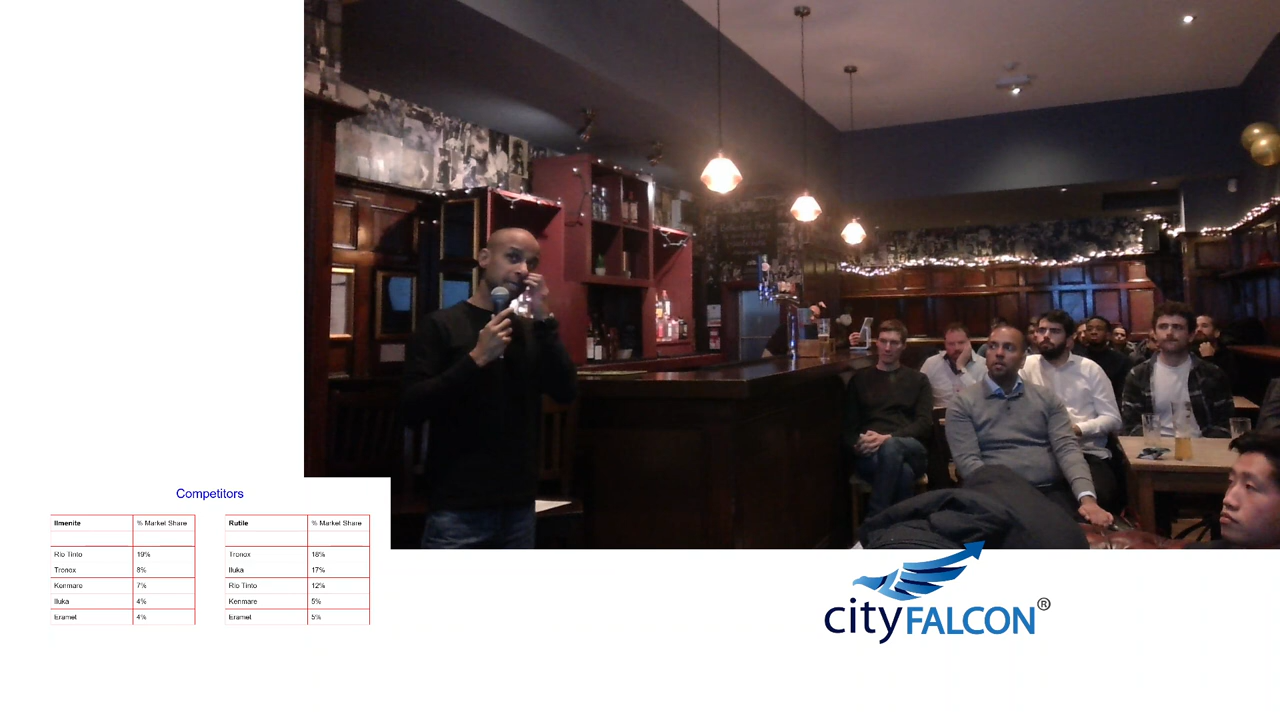 Competitors
Ilmenite % Market Share
Rio Tinto 19%
Tronox 8%
Kenmare 7%
Iluka 4%
Eramet 4%
Rutile % Market Share
Tronox 18%
Iluka 17%
Rio Tinto 12%
Kenmare 5%
Eramet 5%
cityFALCON®